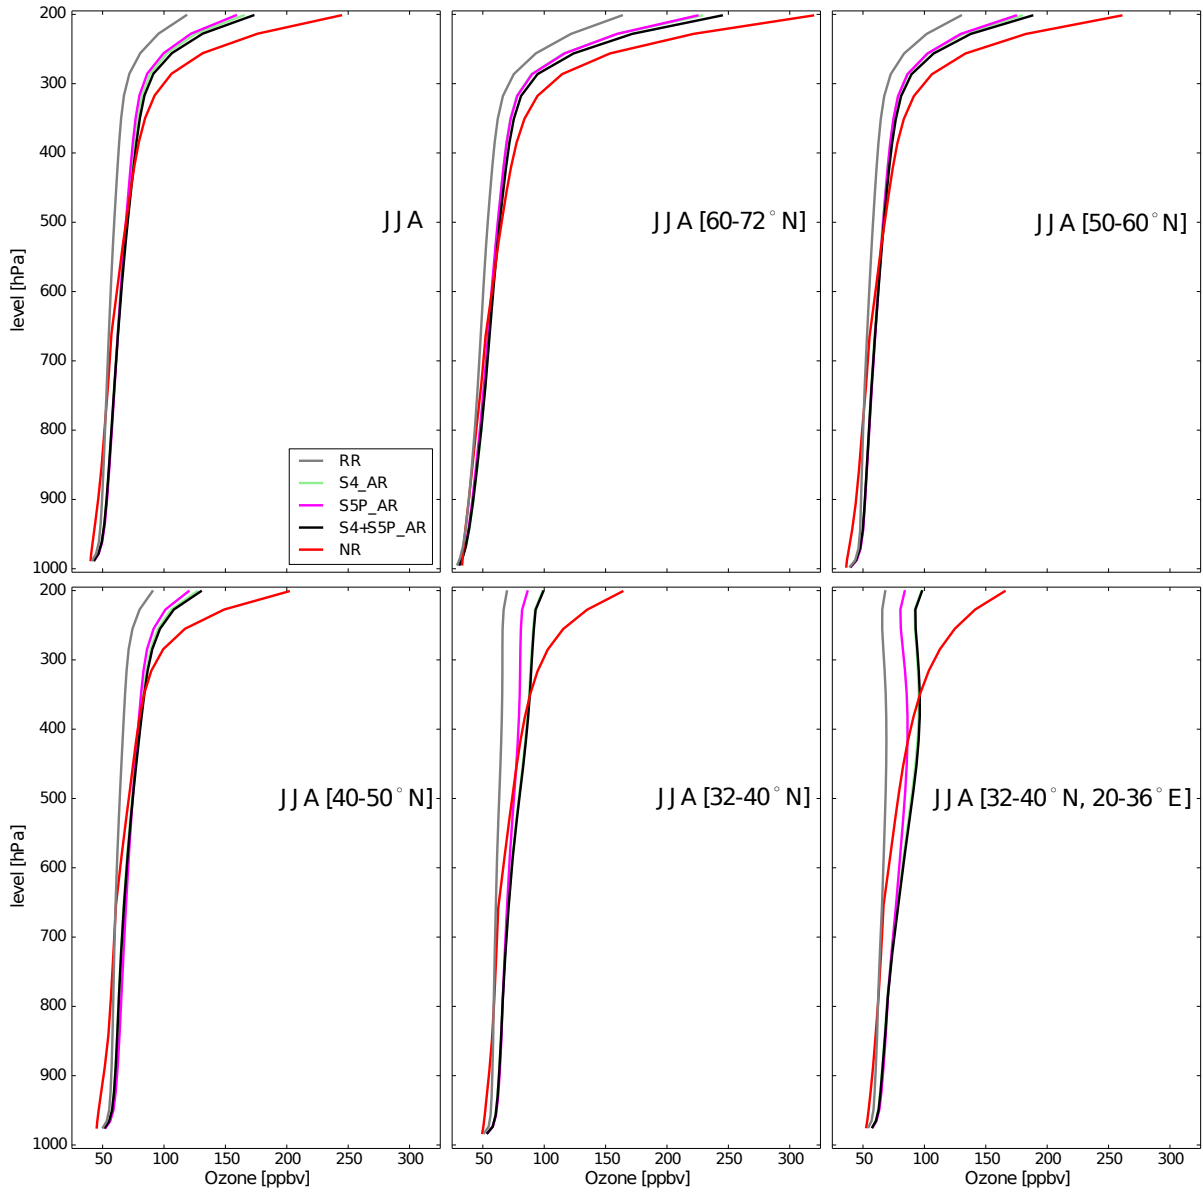 200
300
400
500
600
700
800
900
1000
level [hPa]
JJA
RR
S4_AR
S5P_AR
S4+S5P_AR
NR
JJA [60-72°N]
JJA [50-60°N]
200
300
400
500
600
700
800
900
1000
level [hPa]
JJA [40-50°N]
JJA [32-40°N]
JJA [32-40°N, 20-36°E]
50 100 150 200 250 300
50 100 150 200 250 300
50 100 150 200 250 300
Ozone [ppbv]
Ozone [ppbv]
Ozone [ppbv]